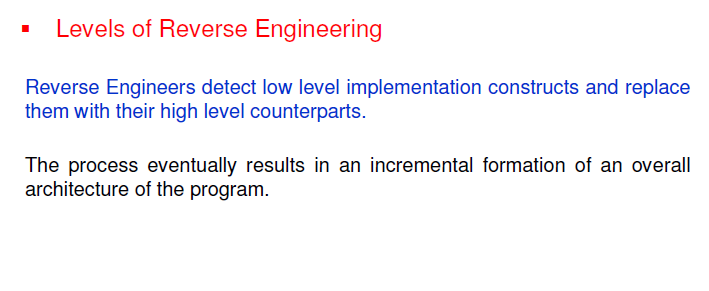 ▪ Levels of Reverse Engineering
Reverse Engineers detect low level implementation constructs and replace
them with their high level counterparts.
The process eventually results in an incremental formation of an overall
architecture of the program.